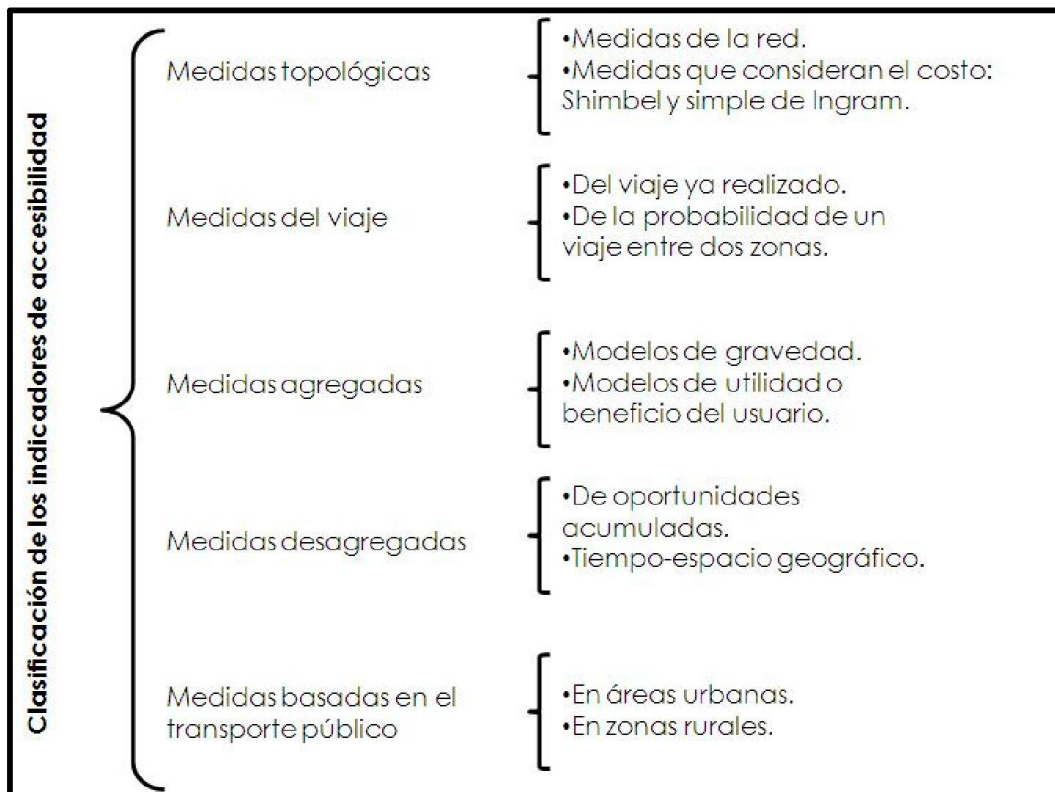 Clasificación de los indicadores de accesibilidad
Medidas topológicas
•Medidas de la red.
•Medidas que consideran el costo:
Shimbel y simple de Ingram.
Medidas del viaje
•Del viaje ya realizado.
•De la probabilidad de un
viaje entre dos zonas.
Medidas agregadas
•Modelos de gravedad.
•Modelos de utilidad o
beneficio del usuario.
Medidas desagregadas
•De oportunidades
acumuladas.
•Tiempo-espacio geográfico.
Medidas basadas en el
transporte público
•En áreas urbanas.
•En zonas rurales.